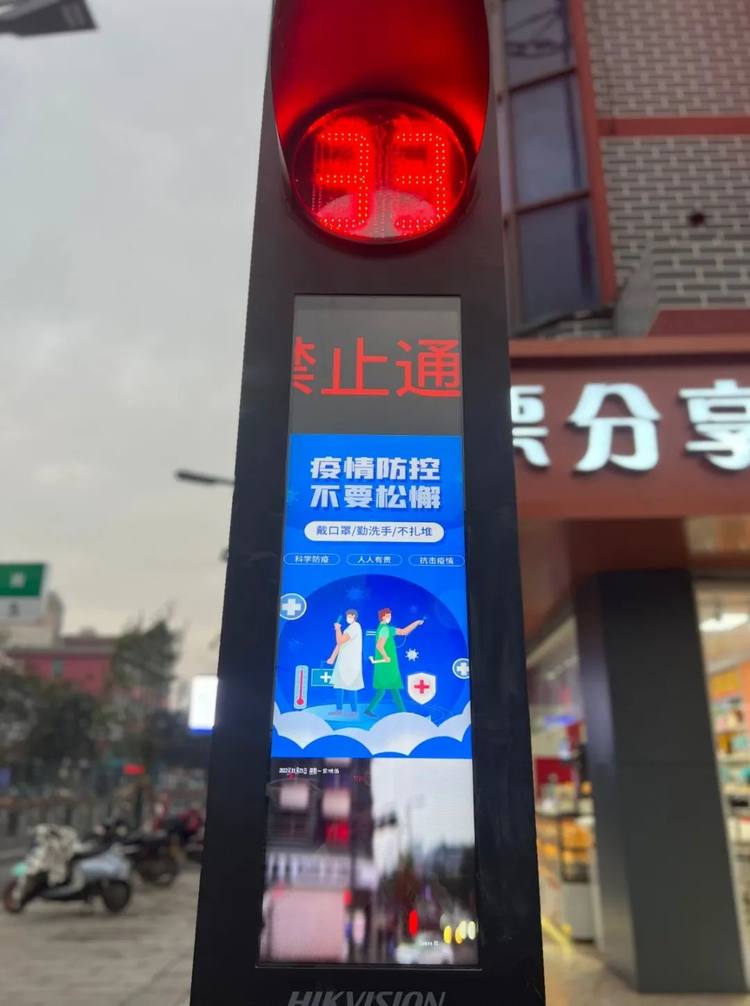 33
禁止通
疫情防控
不要松懈
戴口罩/勤洗手/不扎堆
科学防疫 人人有责 抗击疫情
票分享
HIKVISION